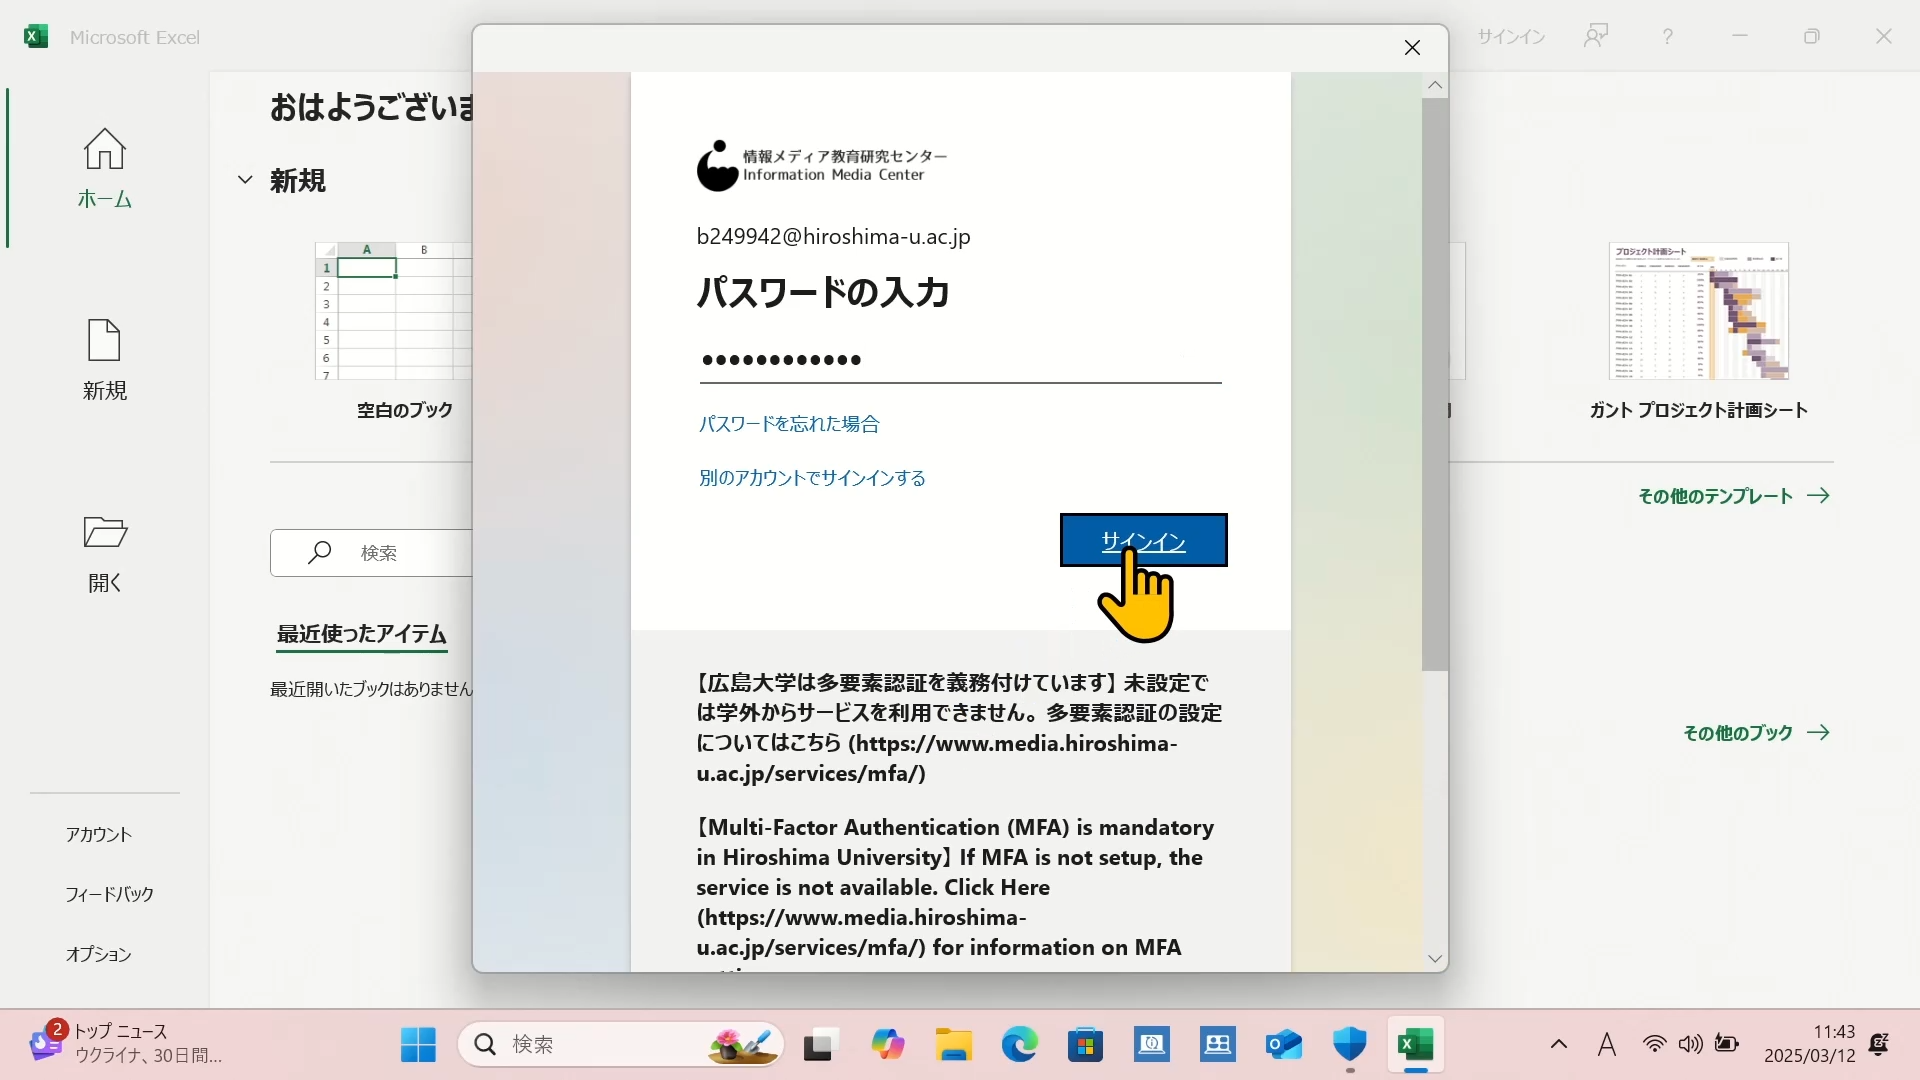 Microsoft Excel
サインイン
?
おはようございま
新規
ホーム
新規
開く
A
B
1
2
3
4
5
6
7
空白のブック
検索
最近使ったアイテム
最近開いたブックはありません
アカウント
フィードバック
オプション
情報メディア教育研究センター
Information Media Center
b249942@hiroshima-u.ac.jp
パスワードの入力
••••••••••••
パスワードを忘れた場合
別のアカウントでサインインする
サインイン
【広島大学は多要素認証を義務付けています】 未設定で
は学外からサービスを利用できません。多要素認証の設定
についてはこちら (https://www.media.hiroshima-
u.ac.jp/services/mfa/)
【Multi-Factor Authentication (MFA) is mandatory
in Hiroshima University】 If MFA is not setup, the
service is not available. Click Here
(https://www.media.hiroshima-
u.ac.jp/services/mfa/) for information on MFA
プロジェクト計画シート
ガント プロジェクト計画シート
その他のテンプレート
その他のブック
2
トップ ニュース
ウクライナ、30日間...
検索
A
11:43
2025/03/12